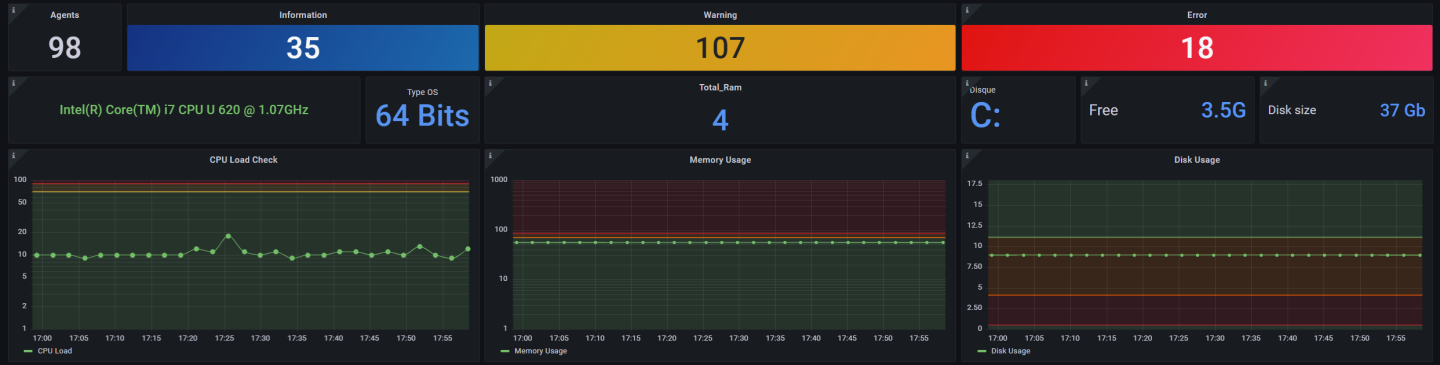 Agents
98
Information
35
Warning
107
Error
18
Intel(R) Core(TM) i7 CPU U 620 @ 1.07GHz
Type OS
64 Bits
Total_Ram
4
Disque
C:
Free
3.5G
Disk size
37 Gb
CPU Load Check
100
50
20
10
5
2
1
17:00 17:05 17:10 17:15 17:20 17:25 17:30 17:35 17:40 17:45 17:50 17:55
CPU Load
Memory Usage
1000
100
10
1
17:00 17:05 17:10 17:15 17:20 17:25 17:30 17:35 17:40 17:45 17:50 17:55
Memory Usage
Disk Usage
17.5
15
12.5
10
7.50
5
2.50
0
17:00 17:05 17:10 17:15 17:20 17:25 17:30 17:35 17:40 17:45 17:50 17:55
Disk Usage